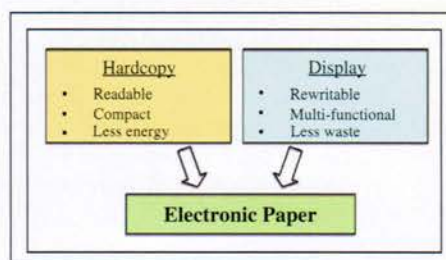 Hardcopy
• Readable
• Compact
• Less energy
Display
• Rewritable
• Multi-functional
• Less waste
Electronic Paper